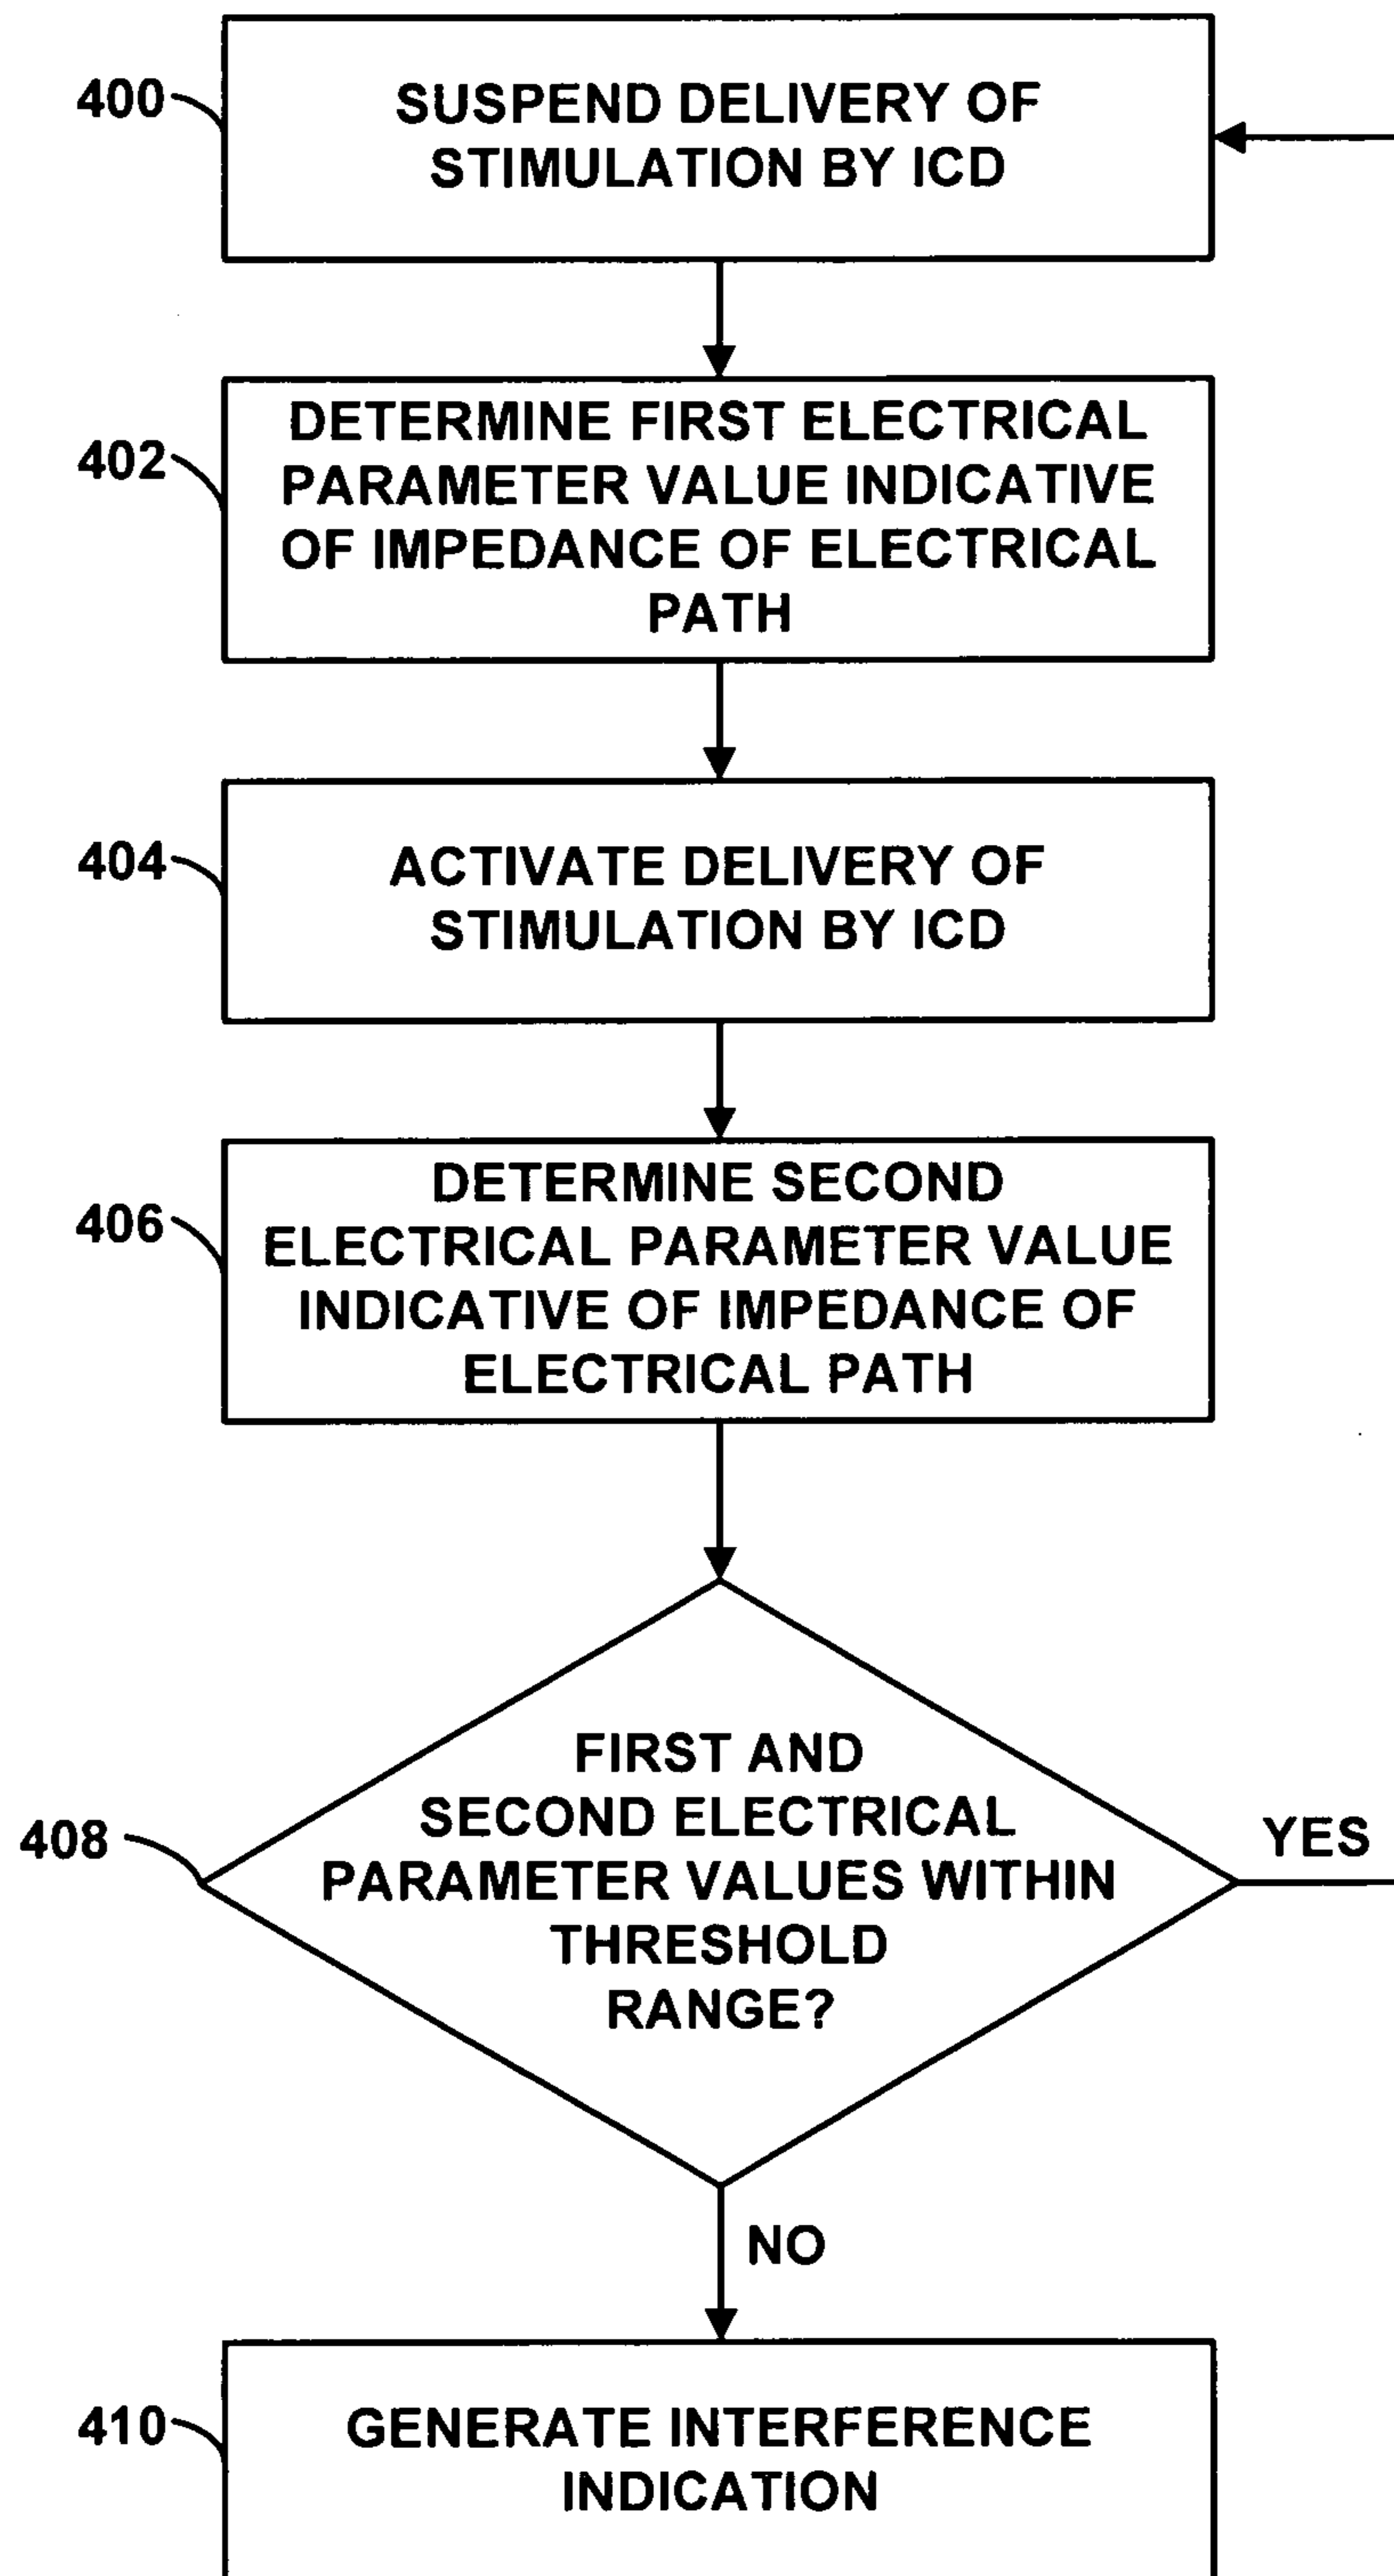 400
SUSPEND DELIVERY OF
STIMULATION BY ICD
402
DETERMINE FIRST ELECTRICAL
PARAMETER VALUE INDICATIVE
OF IMPEDANCE OF ELECTRICAL
PATH
404
ACTIVATE DELIVERY OF
STIMULATION BY ICD
406
DETERMINE SECOND
ELECTRICAL PARAMETER VALUE
INDICATIVE OF IMPEDANCE OF
ELECTRICAL PATH
408
FIRST AND
SECOND ELECTRICAL
PARAMETER VALUES WITHIN
THRESHOLD
RANGE?
YES
NO
410
GENERATE INTERFERENCE
INDICATION